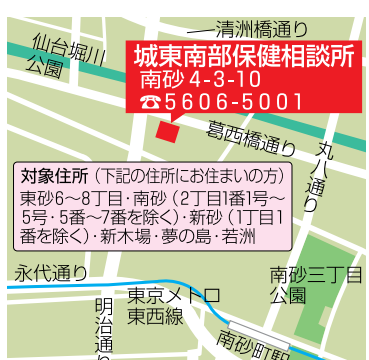 清洲橋通り
仙台堀川
公園
城東南部保健相談所
南砂4-3-10
☎5606-5001
葛西橋通り
丸八通り
対象住所（下記の住所にお住まいの方）
東砂6～8丁目・南砂（2丁目1番1号～
5号・5番～7番を除く）・新砂（1丁目1
番を除く）・新木場・夢の島・若洲
永代通り
南砂三丁目
公園
東京メトロ
東西線
明治通り
南砂町駅